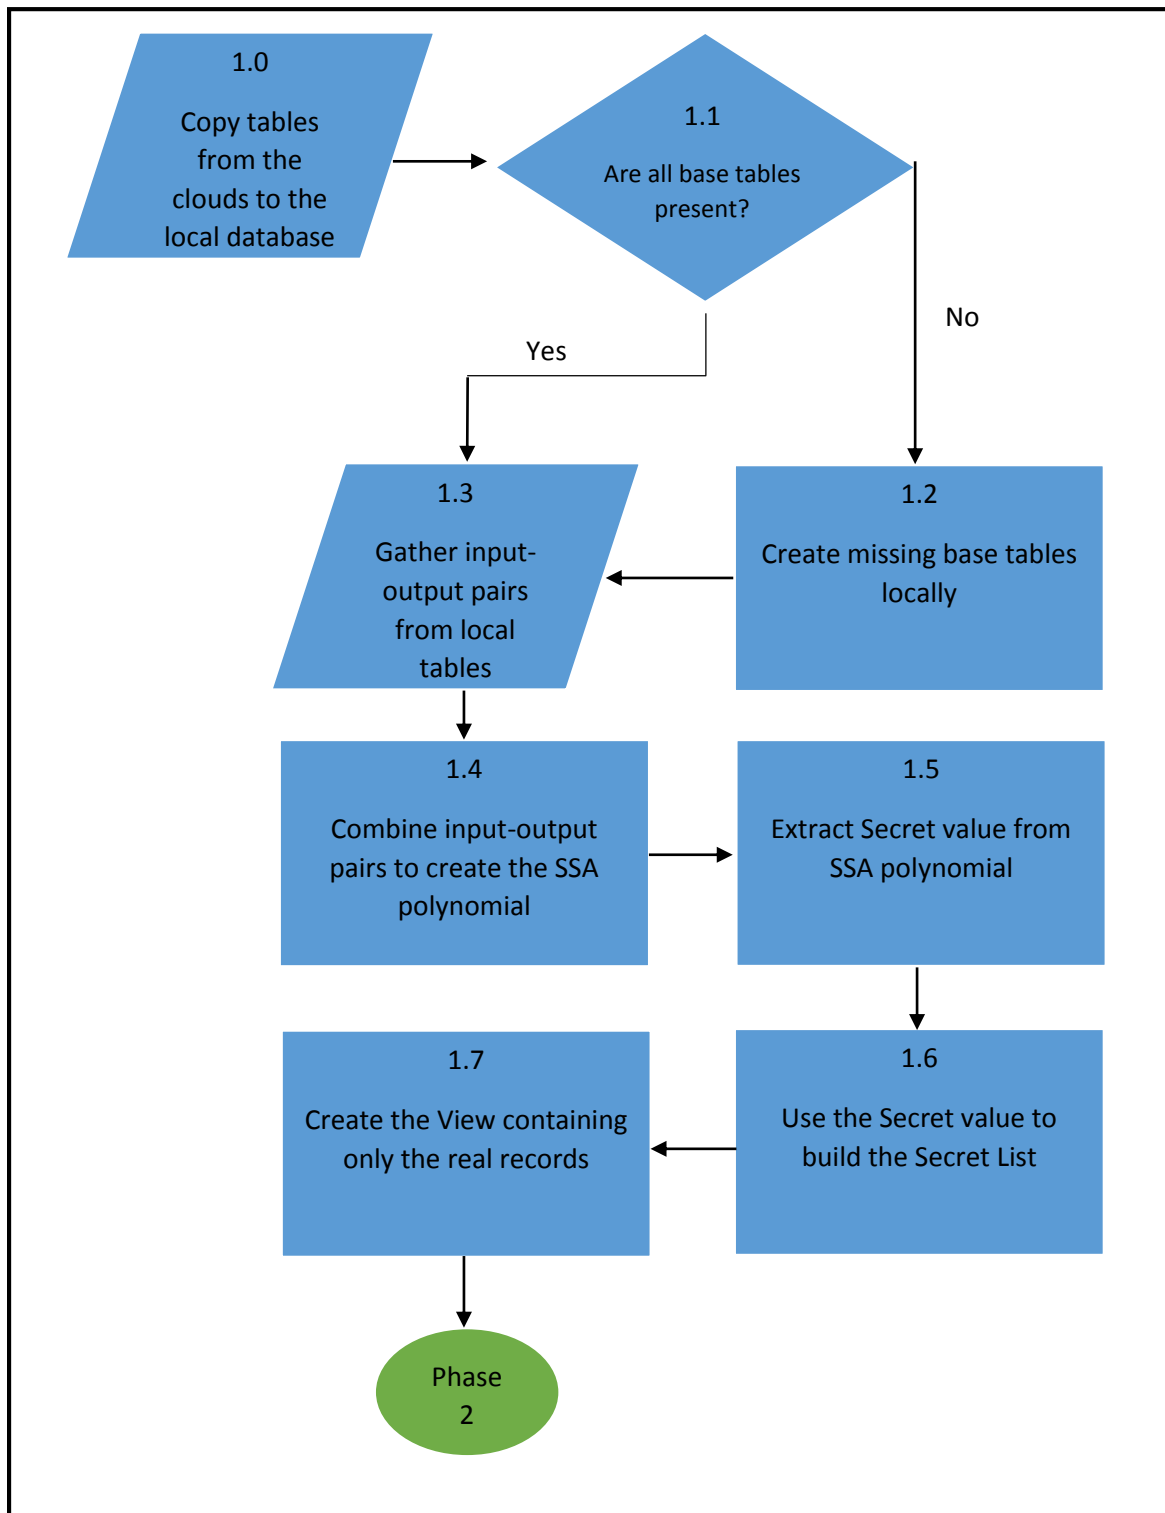 1.0
Copy tables
from the
clouds to the
local database
1.1
Are all base tables
present?
No
Yes
1.3
Gather input-
output pairs
from local
tables
1.2
Create missing base tables
locally
1.4
Combine input-output
pairs to create the SSA
polynomial
1.5
Extract Secret value from
SSA polynomial
1.7
Create the View containing
only the real records
1.6
Use the Secret value to
build the Secret List
Phase
2